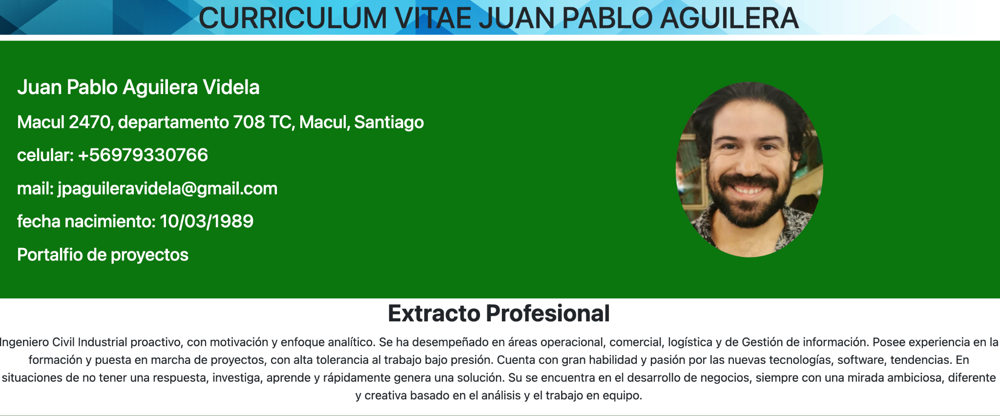 CURRICULUM VITAE JUAN PABLO AGUILERA
Juan Pablo Aguilera Videla
Macul 2470, departamento 708 TC, Macul, Santiago
celular: +56979330766
mail: jpaguileravidela@gmail.com
fecha nacimiento: 10/03/1989
Portalfio de proyectos
Extracto Profesional
Ingeniero Civil Industrial proactivo, con motivación y enfoque analítico. Se ha desempeñado en áreas operacional, comercial, logística y de Gestión de información. Posee experiencia en la
formación y puesta en marcha de proyectos, con alta tolerancia al trabajo bajo presión. Cuenta con gran habilidad y pasión por las nuevas tecnologías, software, tendencias. En
situaciones de no tener una respuesta, investiga, aprende y rápidamente genera una solución. Su se encuentra en el desarrollo de negocios, siempre con una mirada ambiciosa, diferente
y creativa basado en el análisis y el trabajo en equipo.